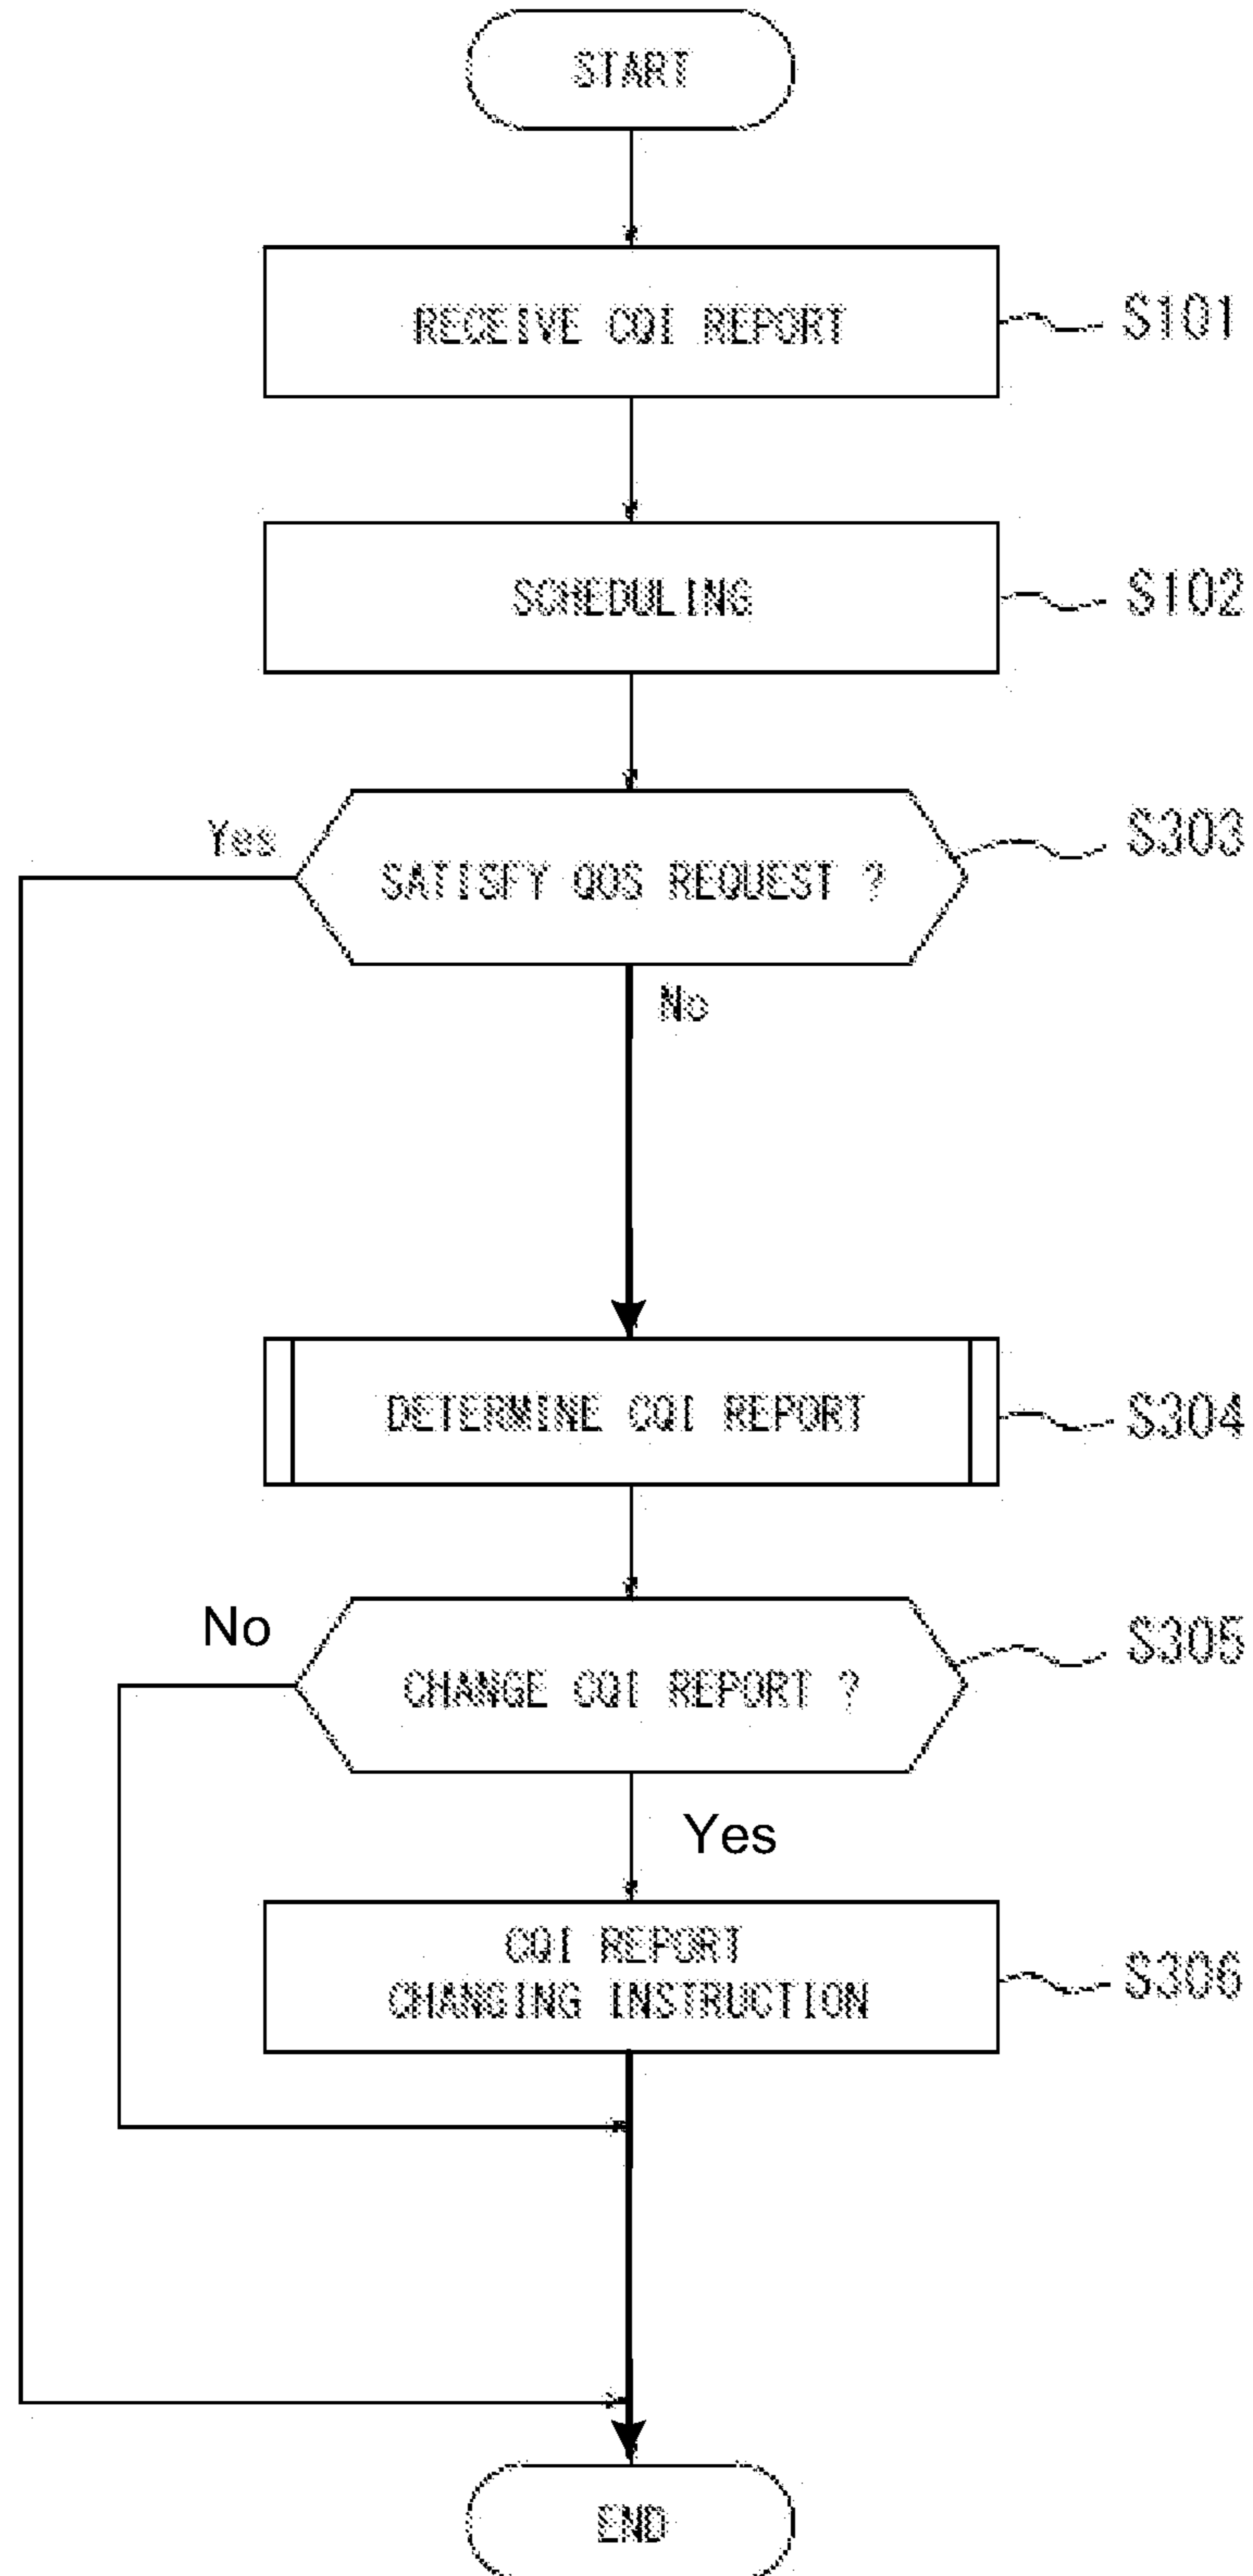 START
RECEIVE CQI REPORT
S101
SCHEDULING
S102
Yes
SATISFY QOS REQUEST ?
S303
No
DETERMINE CQI REPORT
S304
No
CHANGE CQI REPORT ?
S305
Yes
CQI REPORT
CHANGING INSTRUCTION
S306
END